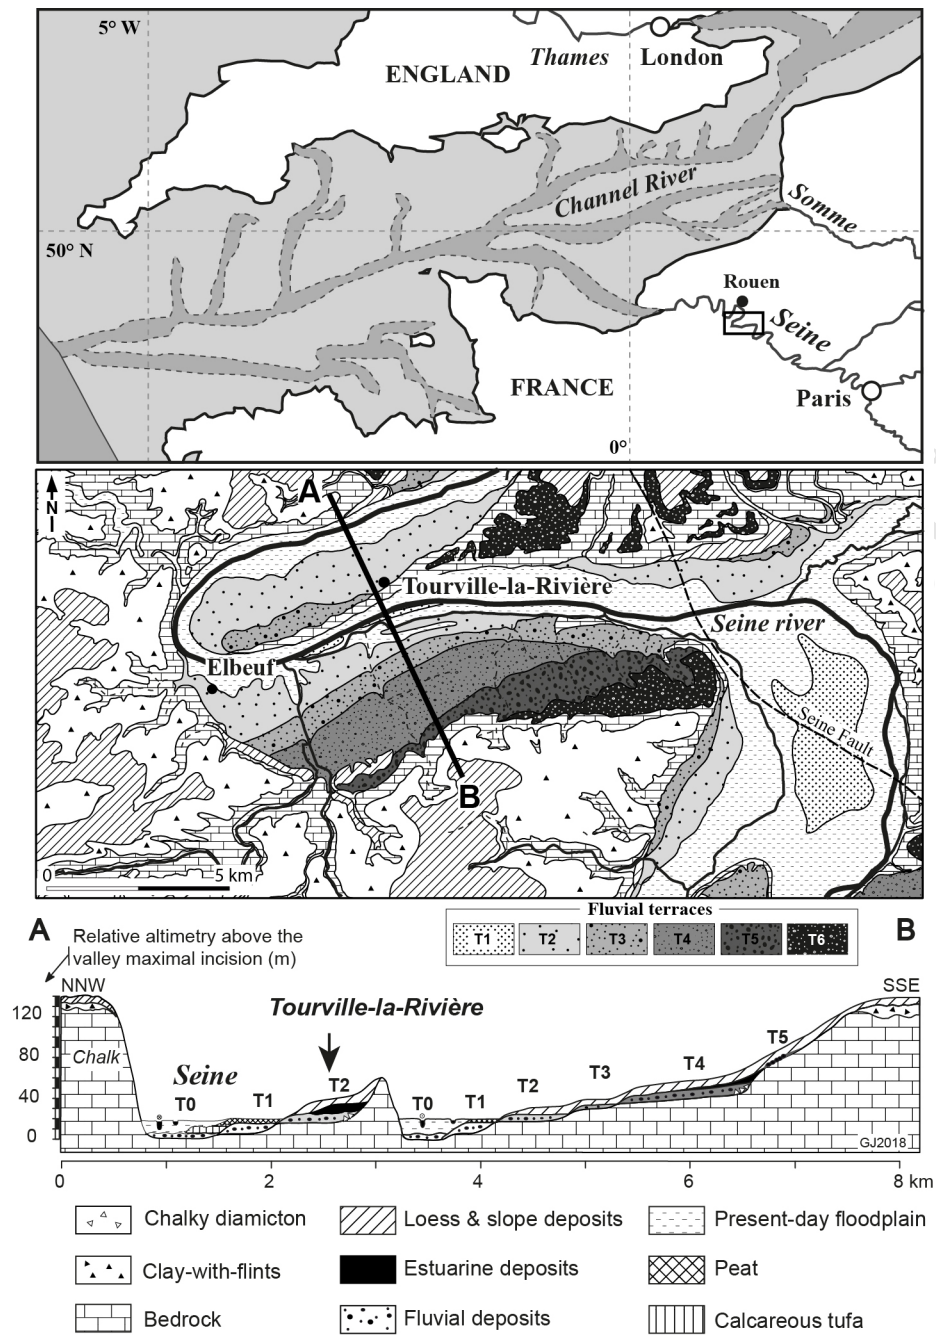 5° W
Thames
London
ENGLAND
Channel River
Somme
50° N
Rouen
Seine
FRANCE
Paris
0°
N
A
Tourville-la-Rivière
Seine river
Elbeuf
Seine Fault
B
0 5 km
A
Relative altimetry above the
valley maximal incision (m)
Fluvial terraces
T1 T2 T3 T4 T5 T6
B
NNW
SSE
Tourville-la-Rivière
120
80
40
0
Chalk
Seine
T0 T1 T2 T0 T1 T2 T3 T4 T5
GJ2018
0 2 4 6 8 km
Chalky diamicton
Loess & slope deposits
Present-day floodplain
Clay-with-flints
Estuarine deposits
Peat
Bedrock
Fluvial deposits
Calcareous tufa